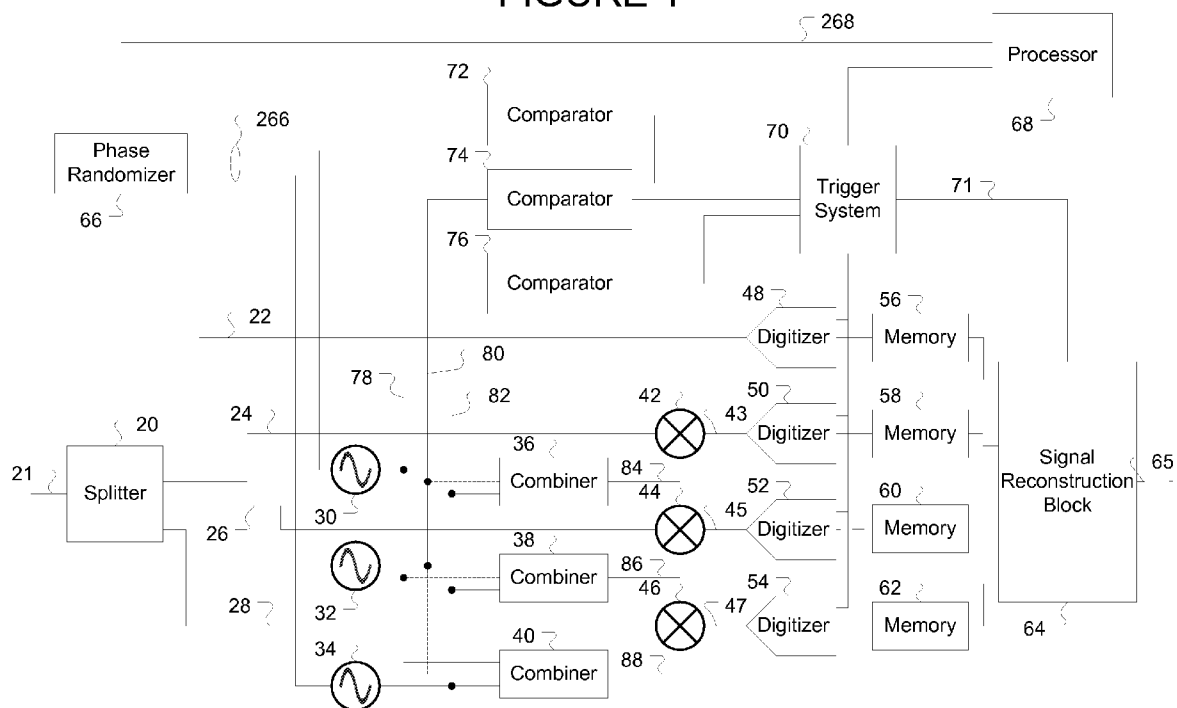 FIGURE 1
268
Processor
68
72
Comparator
266
70
Phase
Randomizer
66
74
Comparator
Trigger
System
71
76
Comparator
48
Digitizer
56
Memory
22
80
78
82
42
50
58
24
43
Digitizer
Memory
20
36
21
Splitter
30
Combiner
84
44
52
60
Signal
Reconstruction
Block
65
26
45
Digitizer
Memory
38
32
Combiner
86
46
54
62
28
47
Digitizer
Memory
64
34
40
Combiner
88